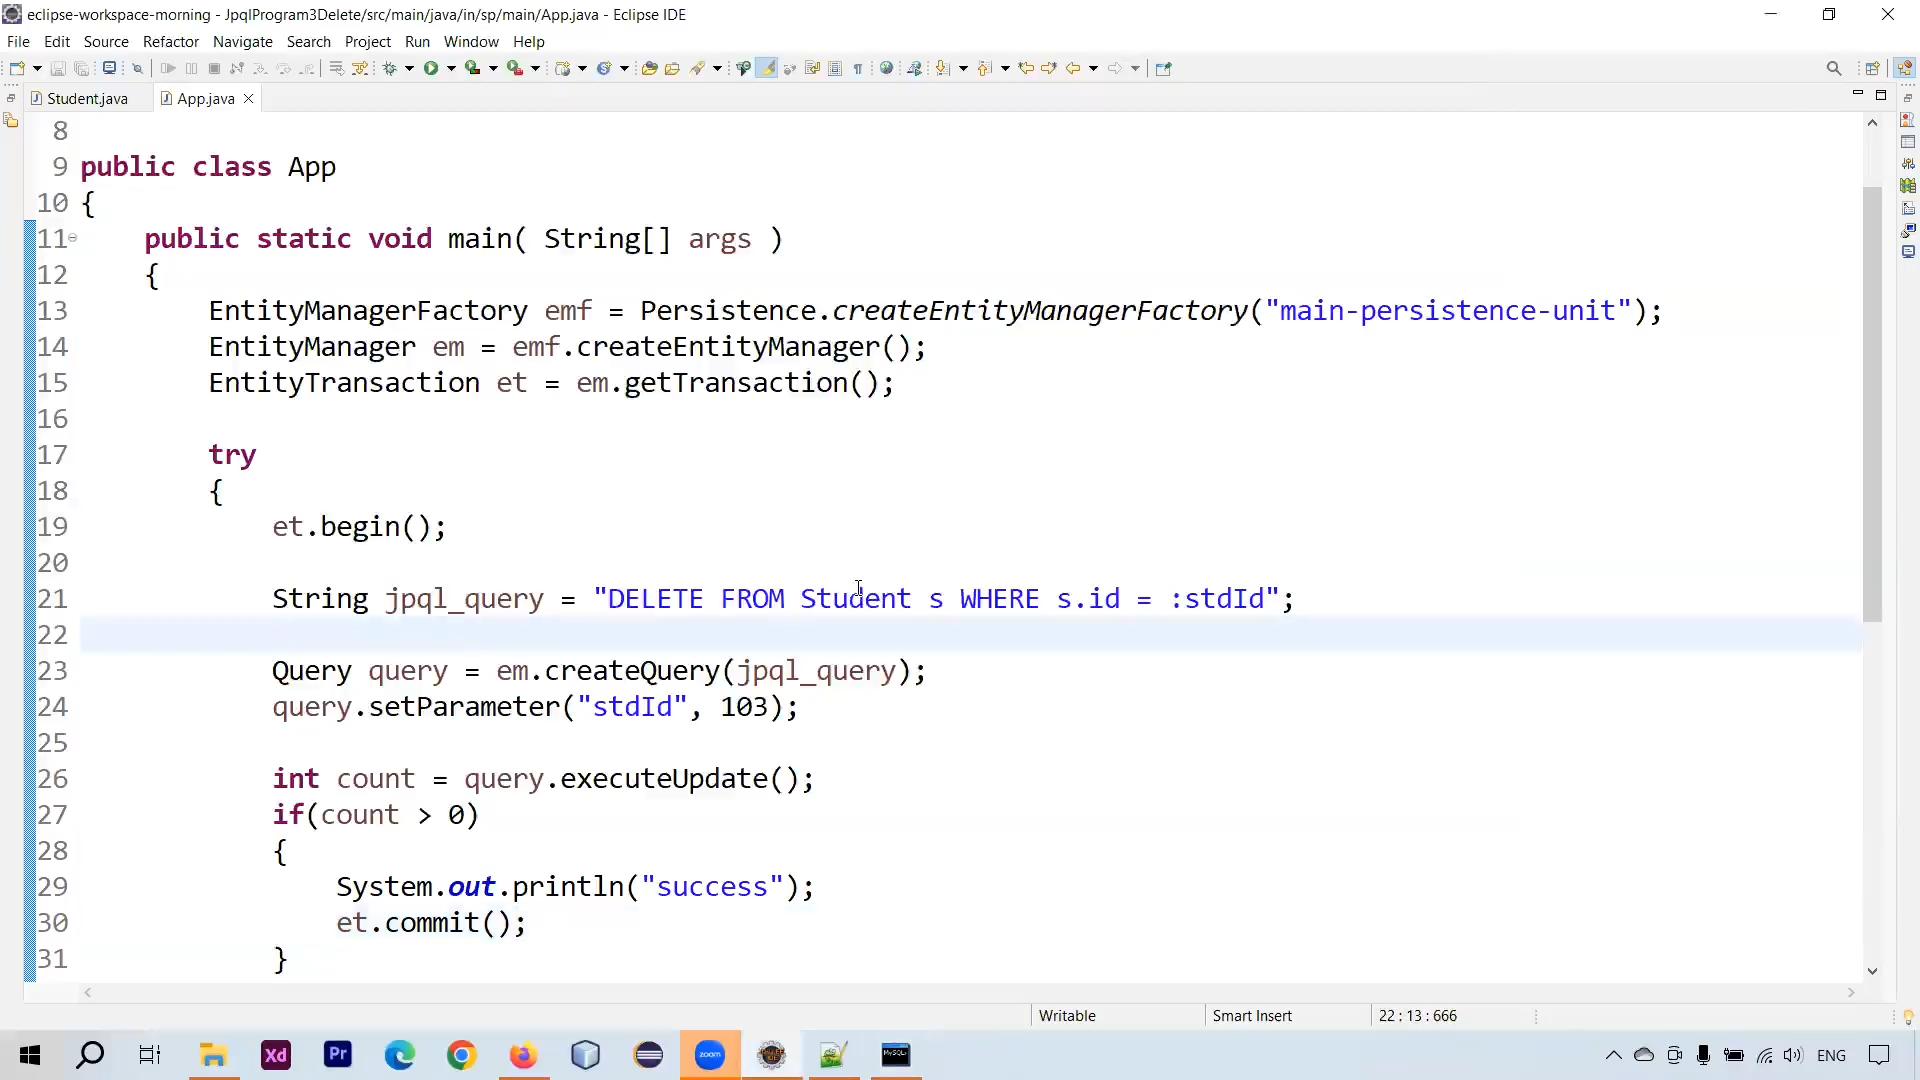 eclipse-workspace-morning - JpqlProgram3Delete/src/main/java/in/sp/main/App.java - Eclipse IDE
File Edit Source Refactor Navigate Search Project Run Window Help
Student.java App.java
8
9 public class App
10 {
11 public static void main( String[] args )
12 {
13 EntityManagerFactory emf = Persistence.createEntityManagerFactory("main-persistence-unit");
14 EntityManager em = emf.createEntityManager();
15 EntityTransaction et = em.getTransaction();
16
17 try
18 {
19 et.begin();
20
21 String jpql_query = "DELETE FROM Student s WHERE s.id = :stdId";
22
23 Query query = em.createQuery(jpql_query);
24 query.setParameter("stdId", 103);
25
26 int count = query.executeUpdate();
27 if(count > 0)
28 {
29 System.out.println("success");
30 et.commit();
31 }
Writable Smart Insert 22 : 13 : 666
Xd Pr zoom MySQL ENG